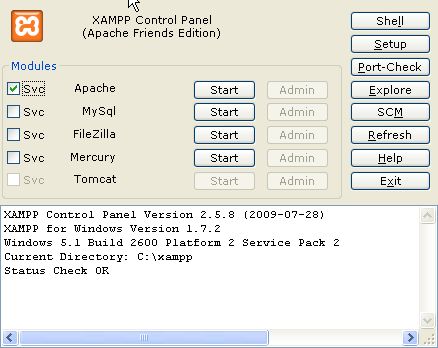 XAMPP Control Panel
(Apache Friends Edition)
Shell
Setup
Modules
Port-Check
Svc Apache Start Admin Explore
Svc MySql Start Admin SCM
Svc FileZilla Start Admin Refresh
Svc Mercury Start Admin Help
Svc Tomcat Start Admin Exit
XAMPP Control Panel Version 2.5.8 (2009-07-28)
XAMPP for Windows Version 1.7.2
Windows 5.1 Build 2600 Platform 2 Service Pack 2
Current Directory: C:\xampp
Status Check OK